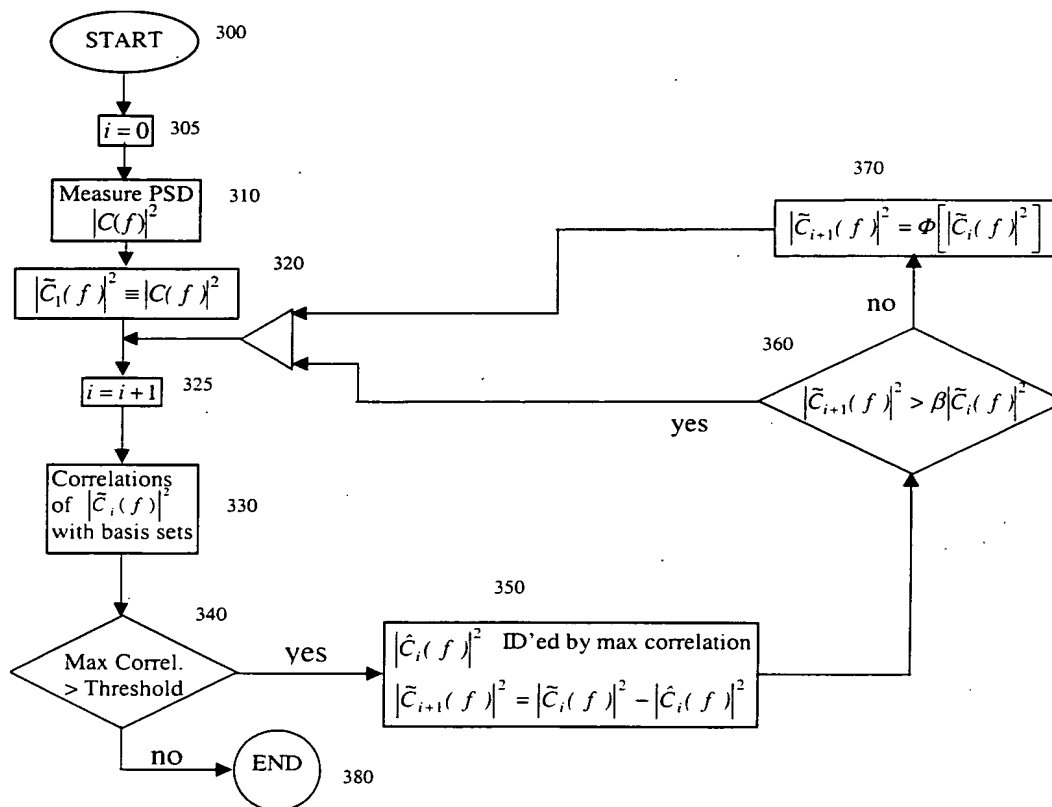 START
300
i = 0
305
Measure PSD
|C(f)|²
310
|C̃₁(f)|² ≡ |C(f)|²
320
i = i+1
325
Correlations
of |C̃ᵢ(f)|²
with basis sets
330
Max Correl.
> Threshold
340
yes
no
END
380
350
|Ĉᵢ(f)|² ID'ed by max correlation
|C̃ᵢ₊₁(f)|² = |C̃ᵢ(f)|² − |Ĉᵢ(f)|²
360
|C̃ᵢ₊₁(f)|² > β|C̃ᵢ(f)|²
yes
no
370
|C̃ᵢ₊₁(f)|² = Φ[|C̃ᵢ(f)|²]